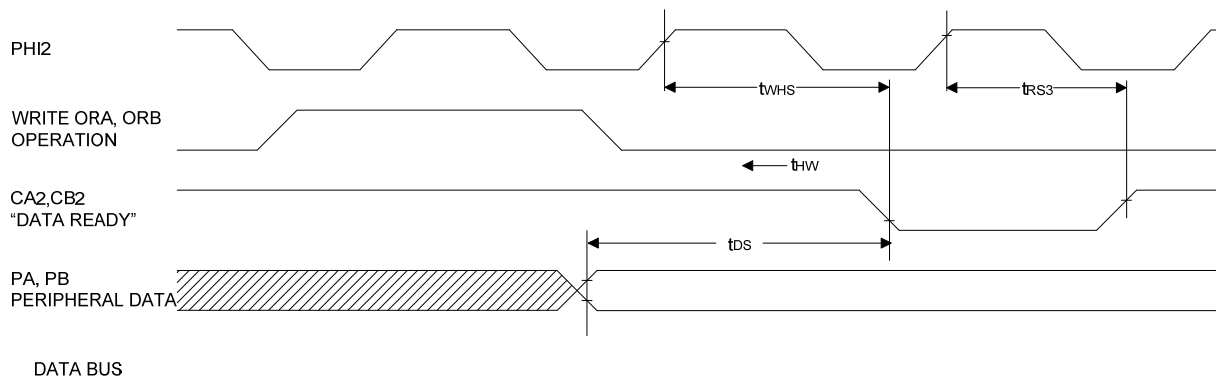 PHI2
tWHS
tRS3
WRITE ORA, ORB
OPERATION
tHW
CA2,CB2
“DATA READY”
tDS
PA, PB
PERIPHERAL DATA
DATA BUS